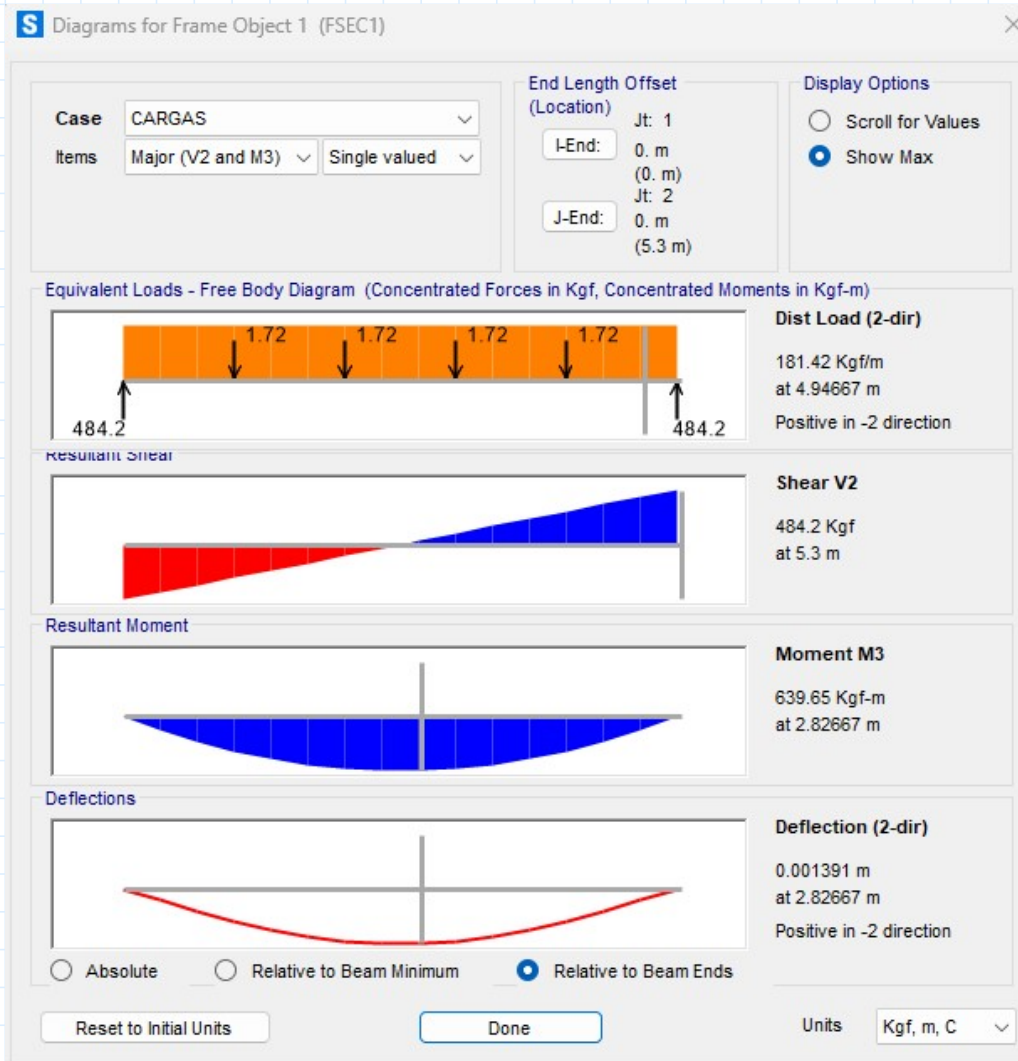 S Diagrams for Frame Object 1 (FSEC1)
Case CARGAS
Items Major (V2 and M3) Single valued
End Length Offset
(Location)
I-End:
Jt: 1
0. m
(0. m)
J-End:
Jt: 2
0. m
(5.3 m)
Display Options
Scroll for Values
Show Max
Equivalent Loads - Free Body Diagram (Concentrated Forces in Kgf, Concentrated Moments in Kgf-m)
1.72 1.72 1.72 1.72
484.2 484.2
Dist Load (2-dir)
181.42 Kgf/m
at 4.94667 m
Positive in -2 direction
Resultant Shear
Shear V2
484.2 Kgf
at 5.3 m
Resultant Moment
Moment M3
639.65 Kgf-m
at 2.82667 m
Deflections
Deflection (2-dir)
0.001391 m
at 2.82667 m
Positive in -2 direction
Absolute Relative to Beam Minimum Relative to Beam Ends
Reset to Initial Units Done Units Kgf, m, C